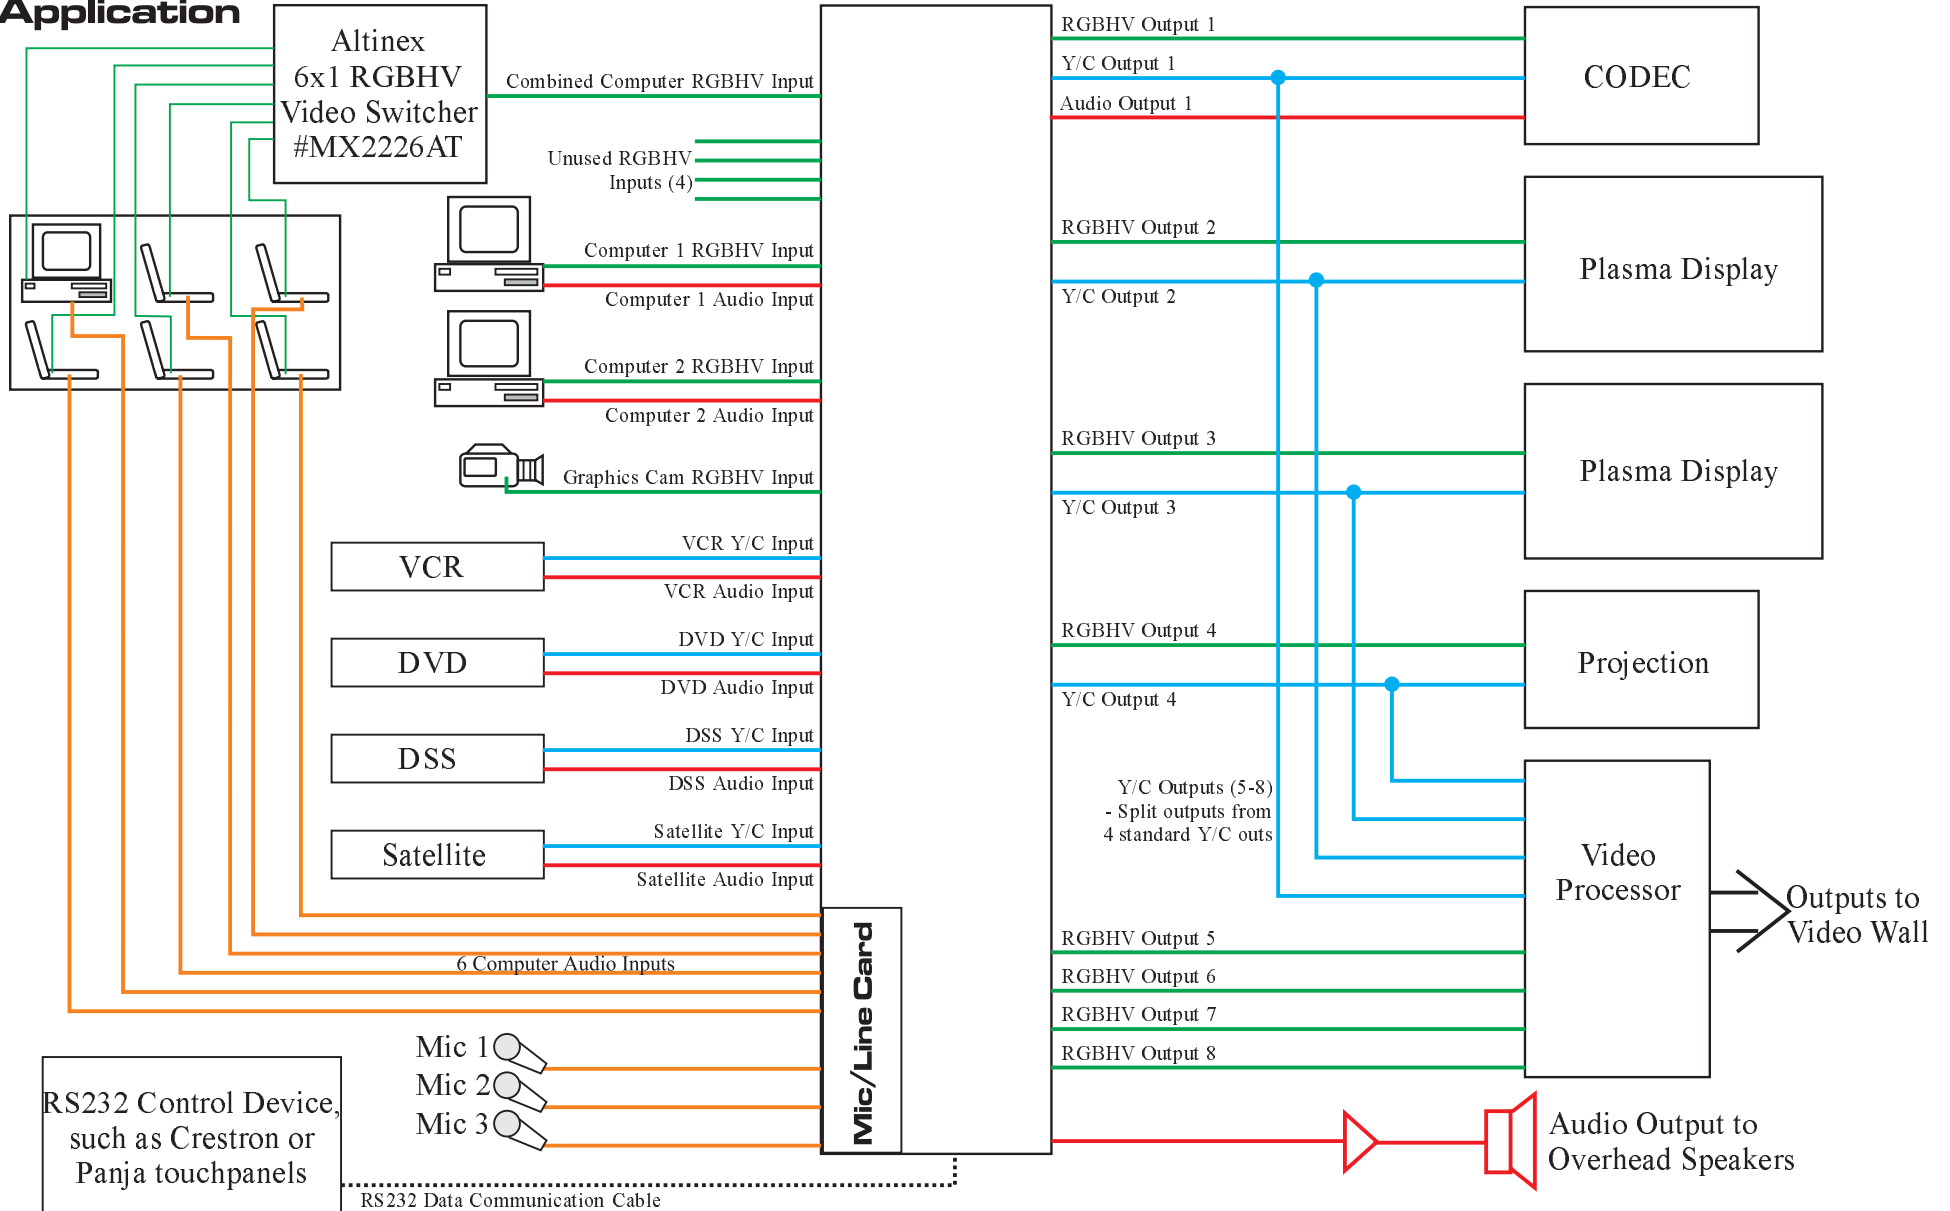 Application
Altinex
6x1 RGBHV
Video Switcher
#MX2226AT
Combined Computer RGBHV Input
Unused RGBHV
Inputs (4)
Computer 1 RGBHV Input
Computer 1 Audio Input
Computer 2 RGBHV Input
Computer 2 Audio Input
Graphics Cam RGBHV Input
VCR
VCR Y/C Input
VCR Audio Input
DVD
DVD Y/C Input
DVD Audio Input
DSS
DSS Y/C Input
DSS Audio Input
Satellite
Satellite Y/C Input
Satellite Audio Input
6 Computer Audio Inputs
Mic/Line Card
Mic 1
Mic 2
Mic 3
RS232 Control Device,
such as Crestron or
Panja touchpanels
RS232 Data Communication Cable
RGBHV Output 1
Y/C Output 1
Audio Output 1
CODEC
RGBHV Output 2
Y/C Output 2
Plasma Display
RGBHV Output 3
Y/C Output 3
Plasma Display
RGBHV Output 4
Y/C Output 4
Projection
Y/C Outputs (5-8)
- Split outputs from
4 standard Y/C outs
Video
Processor
Outputs to
Video Wall
RGBHV Output 5
RGBHV Output 6
RGBHV Output 7
RGBHV Output 8
Audio Output to
Overhead Speakers